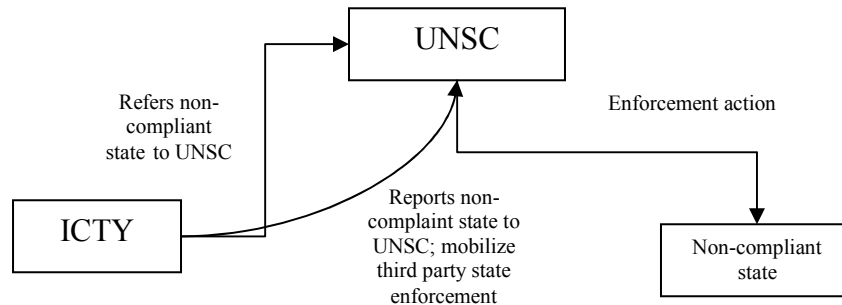 UNSC
Refers non-
compliant
state to UNSC
Enforcement action
ICTY
Reports non-
complaint state to
UNSC; mobilize
third party state
enforcement
Non-compliant
state